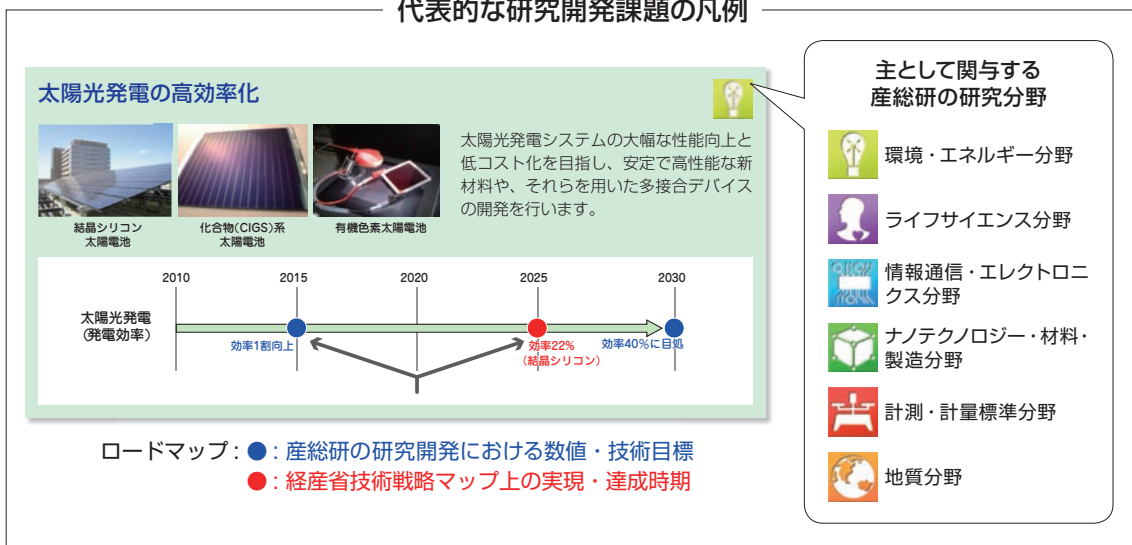 代表的な研究開発課題の凡例
太陽光発電の高効率化
結晶シリコン
太陽電池
化合物(CIGS)系
太陽電池
有機色素太陽電池
太陽光発電システムの大幅な性能向上と
低コスト化を目指し、安定で高性能な新
材料や、それらを用いた多接合デバイス
の開発を行います。
2010
2015
2020
2025
2030
太陽光発電
(発電効率)
効率1割向上
効率22%
(結晶シリコン)
効率40%に目処
ロードマップ:●:産総研の研究開発における数値・技術目標
●:経産省技術戦略マップ上の実現・達成時期
主として関与する
産総研の研究分野
環境・エネルギー分野
ライフサイエンス分野
情報通信・エレクトロニ
クス分野
ナノテクノロジー・材料・
製造分野
計測・計量標準分野
地質分野